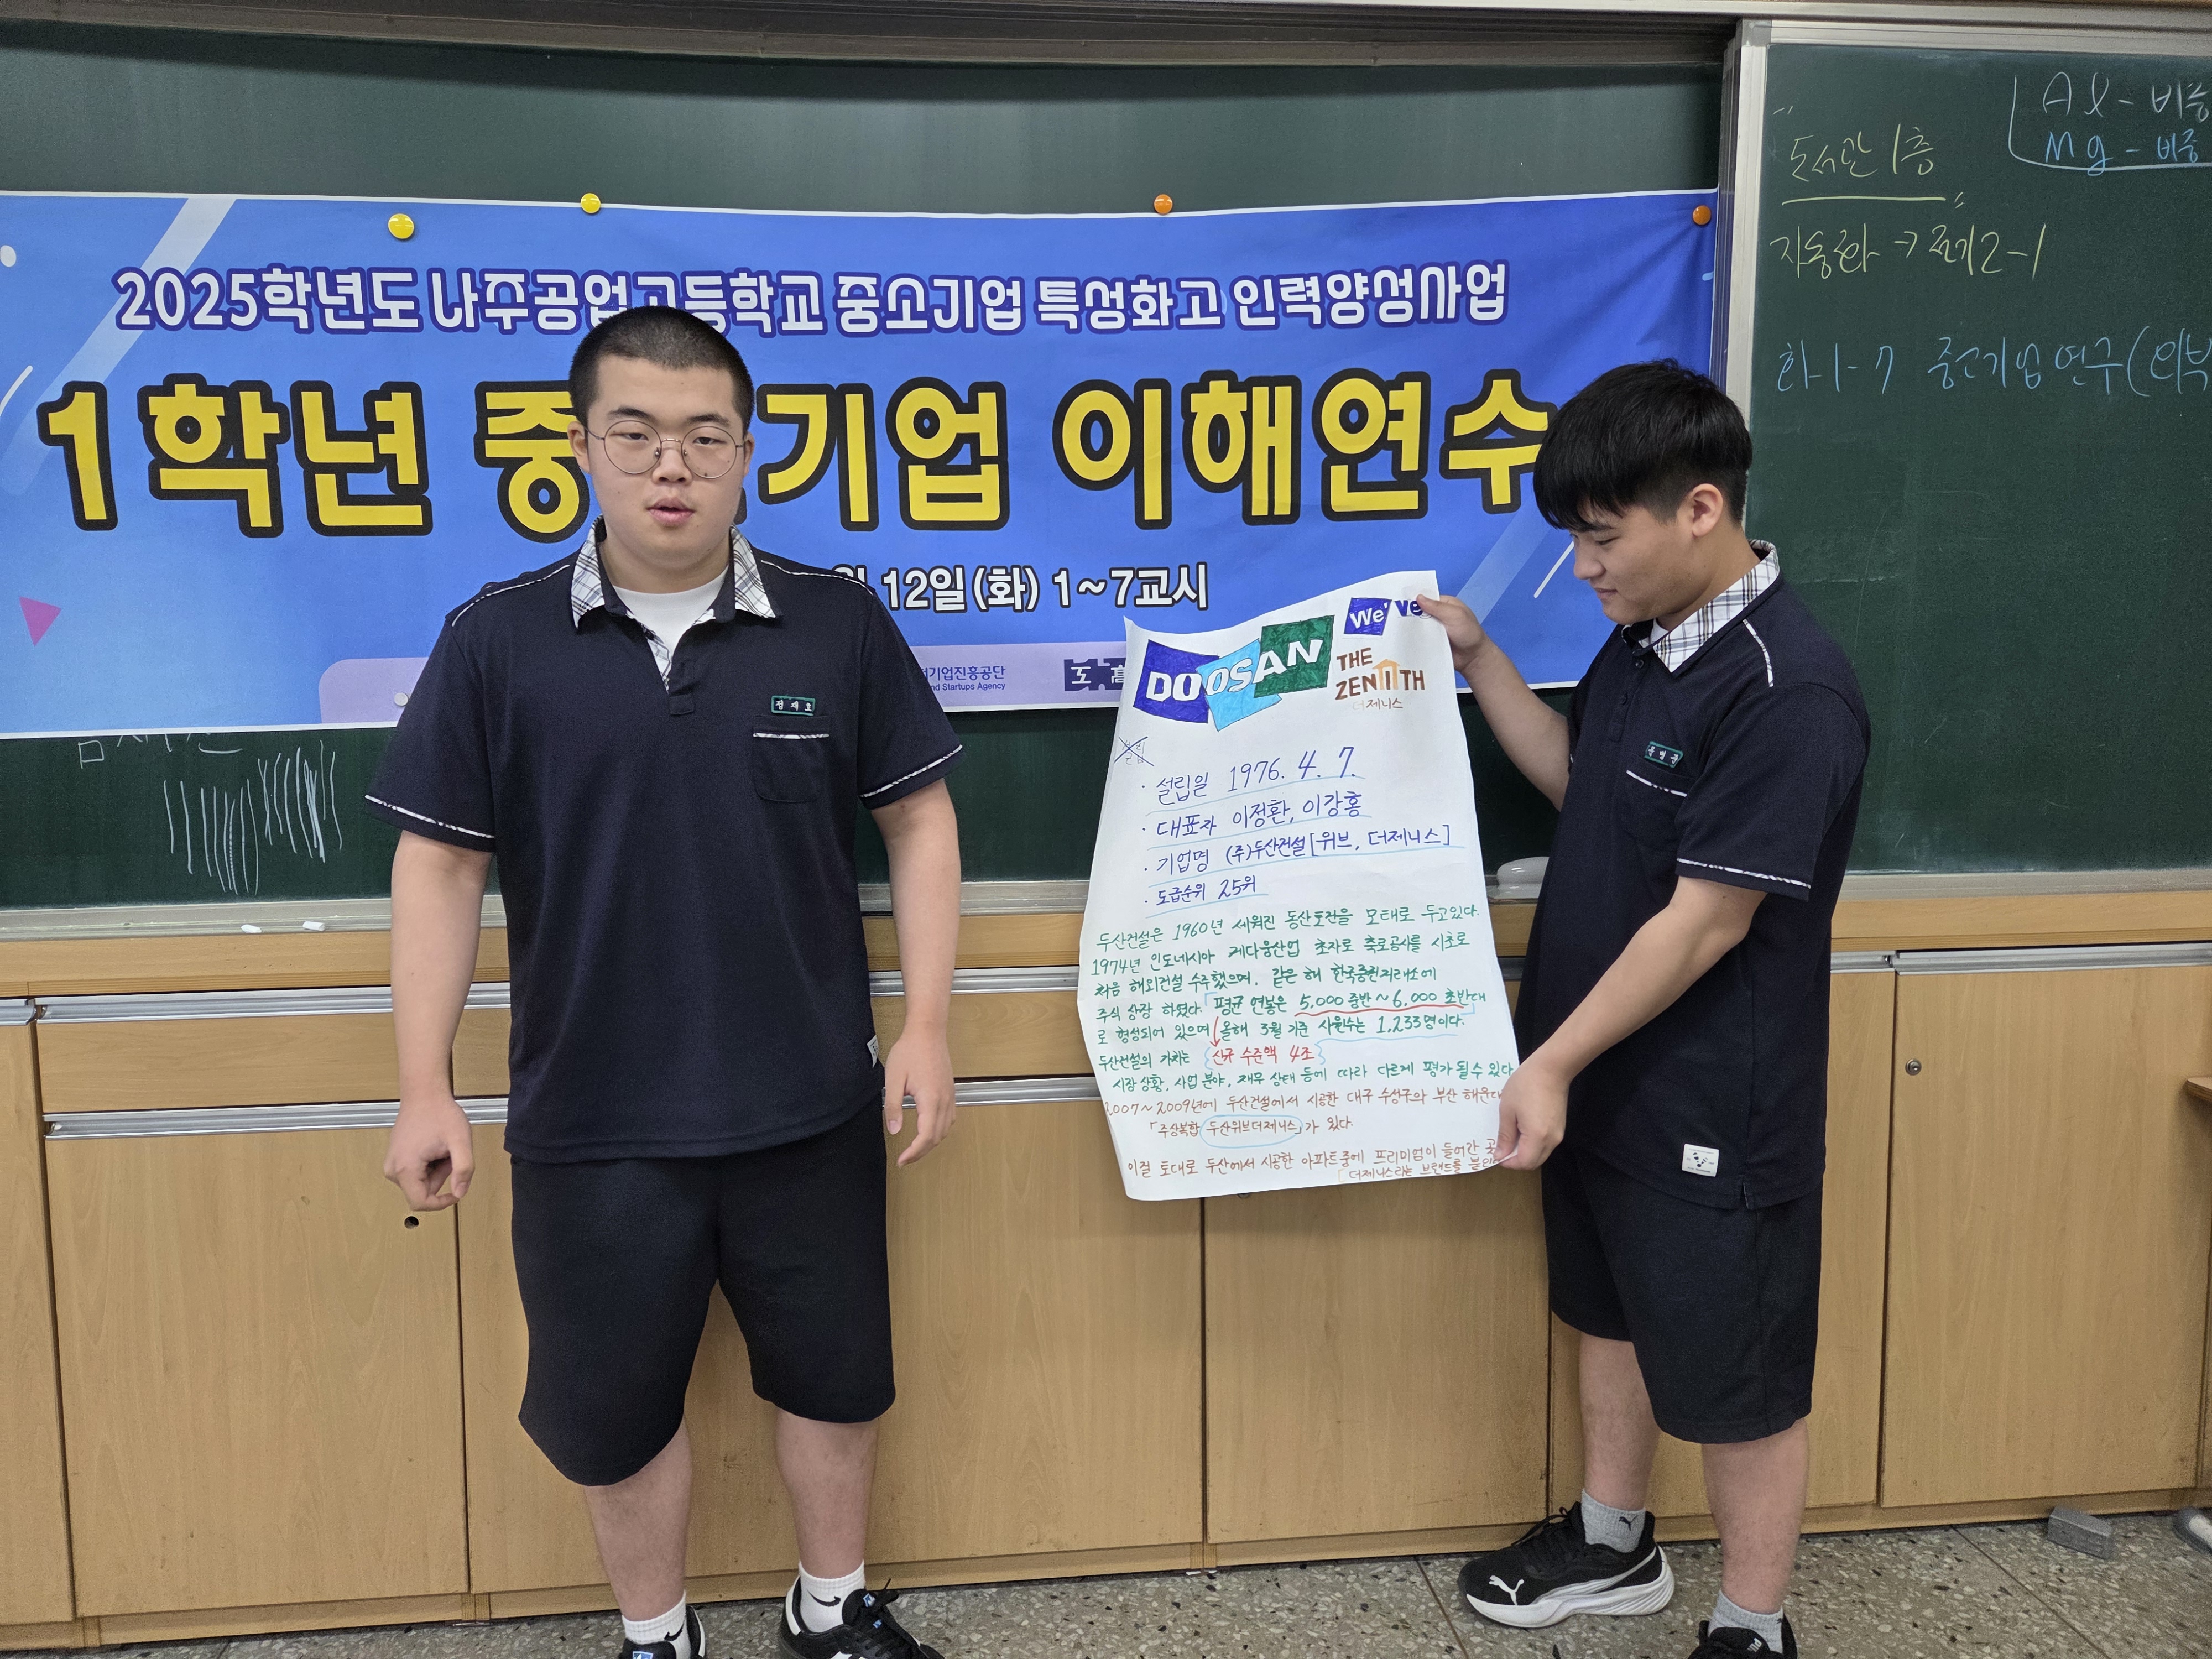 2025학년도 나주공업고등학교 중소기업 특성화고 인력양성사업
1학년 중 기업 이해연수
12일(화) 1~7교시
기업진흥공단
nd Startups Agency
DOOSAN
We've
THE
ZENITH
더제니스
· 설립일 1976. 4. 7.
· 대표자 이정환, 이강홍
· 기업명 (주)두산건설[위브, 더제니스]
· 도급순위 25위
두산건설은 1960년 세워진 동산토건을 모태로 두고있다.
1974년 인도네시아 케다웅산업 초자로 축로공사를 시초로
처음 해외건설 수주했으며, 같은 해 한국증권거래소에
주식 상장 하였다. 「평균 연봉은 5,000 중반~6,000 초반대
로 형성되어 있으며 올해 3월 기준 사원수는 1,233명이다.
두산건설의 가치는 신규 수준액 4조
시장 상황, 사업 분야, 재무 상태 등에 따라 다르게 평가 될수 있다
2007~2009년에 두산건설에서 시공한 대구 수성구와 부산 해운대
「주상복합 두산위브더제니스」가 있다.
이걸 토대로 두산에서 시공한 아파트중에 프리미엄이 들어간 곳
「더제니스라는 브랜드를
도서관 1층
자동화 → 전기2-1
화 1-7 중소기업 연구(외부
Al - 비중
Mg - 비중
정재호